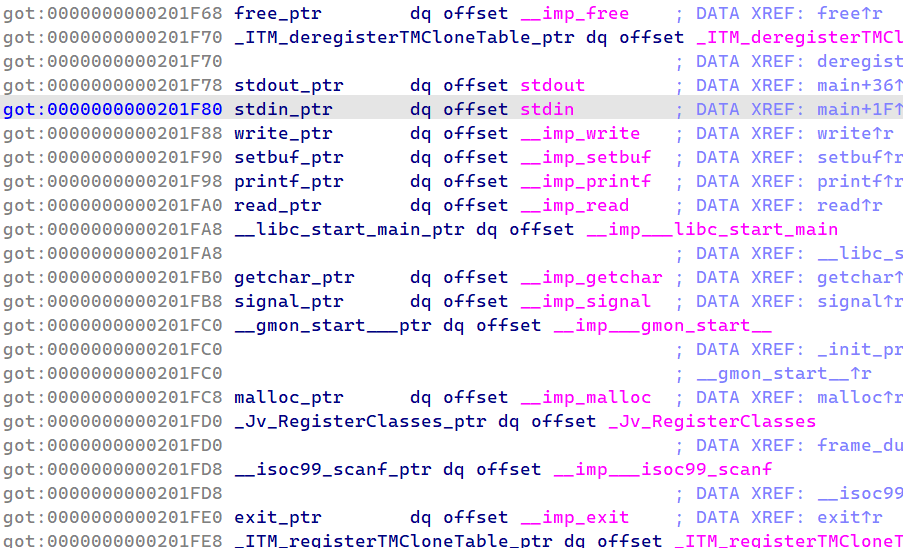 got:0000000000201F68 free_ptr dq offset __imp_free ; DATA XREF: free↑r
got:0000000000201F70 _ITM_deregisterTMCloneTable_ptr dq offset _ITM_deregisterTMCl
got:0000000000201F70 ; DATA XREF: deregist
got:0000000000201F78 stdout_ptr dq offset stdout ; DATA XREF: main+36↑
got:0000000000201F80 stdin_ptr dq offset stdin ; DATA XREF: main+1F↑
got:0000000000201F88 write_ptr dq offset __imp_write ; DATA XREF: write↑r
got:0000000000201F90 setbuf_ptr dq offset __imp_setbuf ; DATA XREF: setbuf↑r
got:0000000000201F98 printf_ptr dq offset __imp_printf ; DATA XREF: printf↑r
got:0000000000201FA0 read_ptr dq offset __imp_read ; DATA XREF: read↑r
got:0000000000201FA8 __libc_start_main_ptr dq offset __imp___libc_start_main
got:0000000000201FA8 ; DATA XREF: __libc_s
got:0000000000201FB0 getchar_ptr dq offset __imp_getchar ; DATA XREF: getchar↑
got:0000000000201FB8 signal_ptr dq offset __imp_signal ; DATA XREF: signal↑r
got:0000000000201FC0 __gmon_start___ptr dq offset __imp___gmon_start__
got:0000000000201FC0 ; DATA XREF: _init_pr
got:0000000000201FC0 ; __gmon_start__↑r
got:0000000000201FC8 malloc_ptr dq offset __imp_malloc ; DATA XREF: malloc↑r
got:0000000000201FD0 _Jv_RegisterClasses_ptr dq offset _Jv_RegisterClasses
got:0000000000201FD0 ; DATA XREF: frame_du
got:0000000000201FD8 __isoc99_scanf_ptr dq offset __imp___isoc99_scanf
got:0000000000201FD8 ; DATA XREF: __isoc99
got:0000000000201FE0 exit_ptr dq offset __imp_exit ; DATA XREF: exit↑r
got:0000000000201FE8 _ITM_registerTMCloneTable_ptr dq offset _ITM_registerTMCloneT